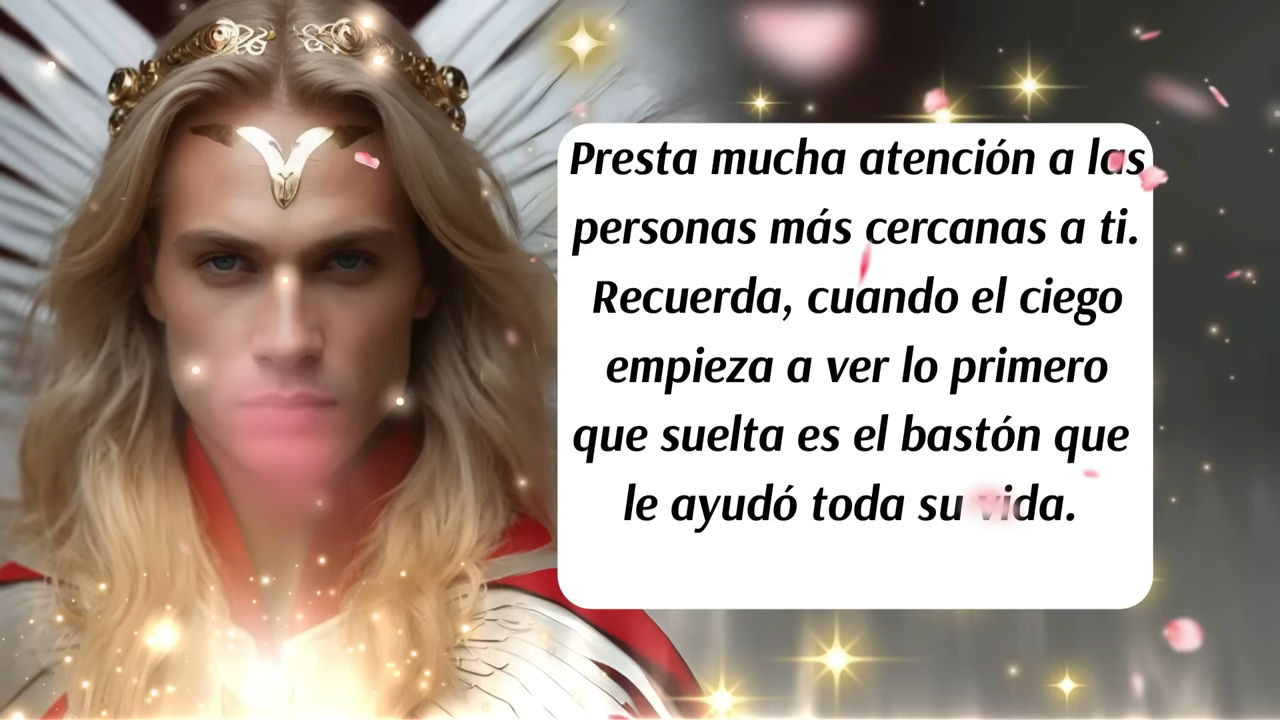 Presta mucha atención a las
personas más cercanas a ti.
Recuerda, cuando el ciego
empieza a ver lo primero
que suelta es el bastón que
le ayudó toda su vida.